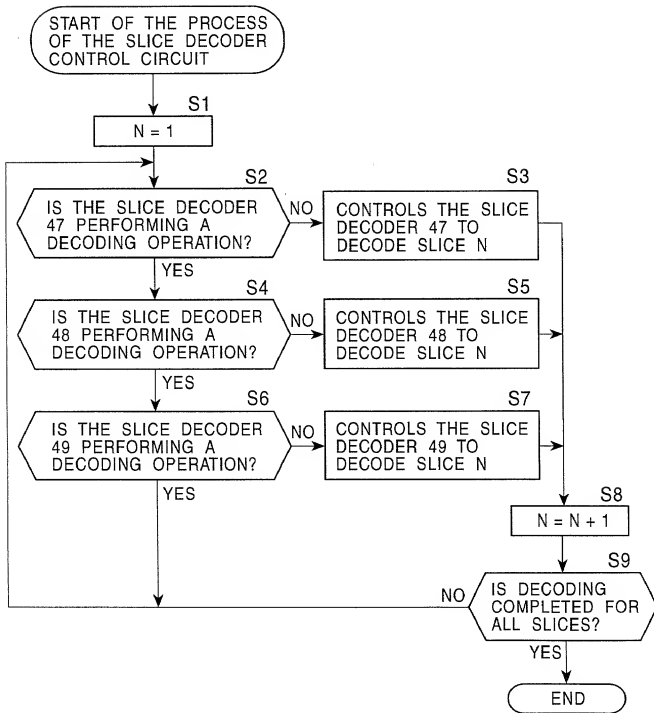 START OF THE PROCESS
OF THE SLICE DECODER
CONTROL CIRCUIT
S1
N = 1
S2
IS THE SLICE DECODER
47 PERFORMING A
DECODING OPERATION?
NO
YES
S3
CONTROLS THE SLICE
DECODER 47 TO
DECODE SLICE N
S4
IS THE SLICE DECODER
48 PERFORMING A
DECODING OPERATION?
NO
YES
S5
CONTROLS THE SLICE
DECODER 48 TO
DECODE SLICE N
S6
IS THE SLICE DECODER
49 PERFORMING A
DECODING OPERATION?
NO
YES
S7
CONTROLS THE SLICE
DECODER 49 TO
DECODE SLICE N
S8
N = N + 1
S9
NO
IS DECODING
COMPLETED FOR
ALL SLICES?
YES
END